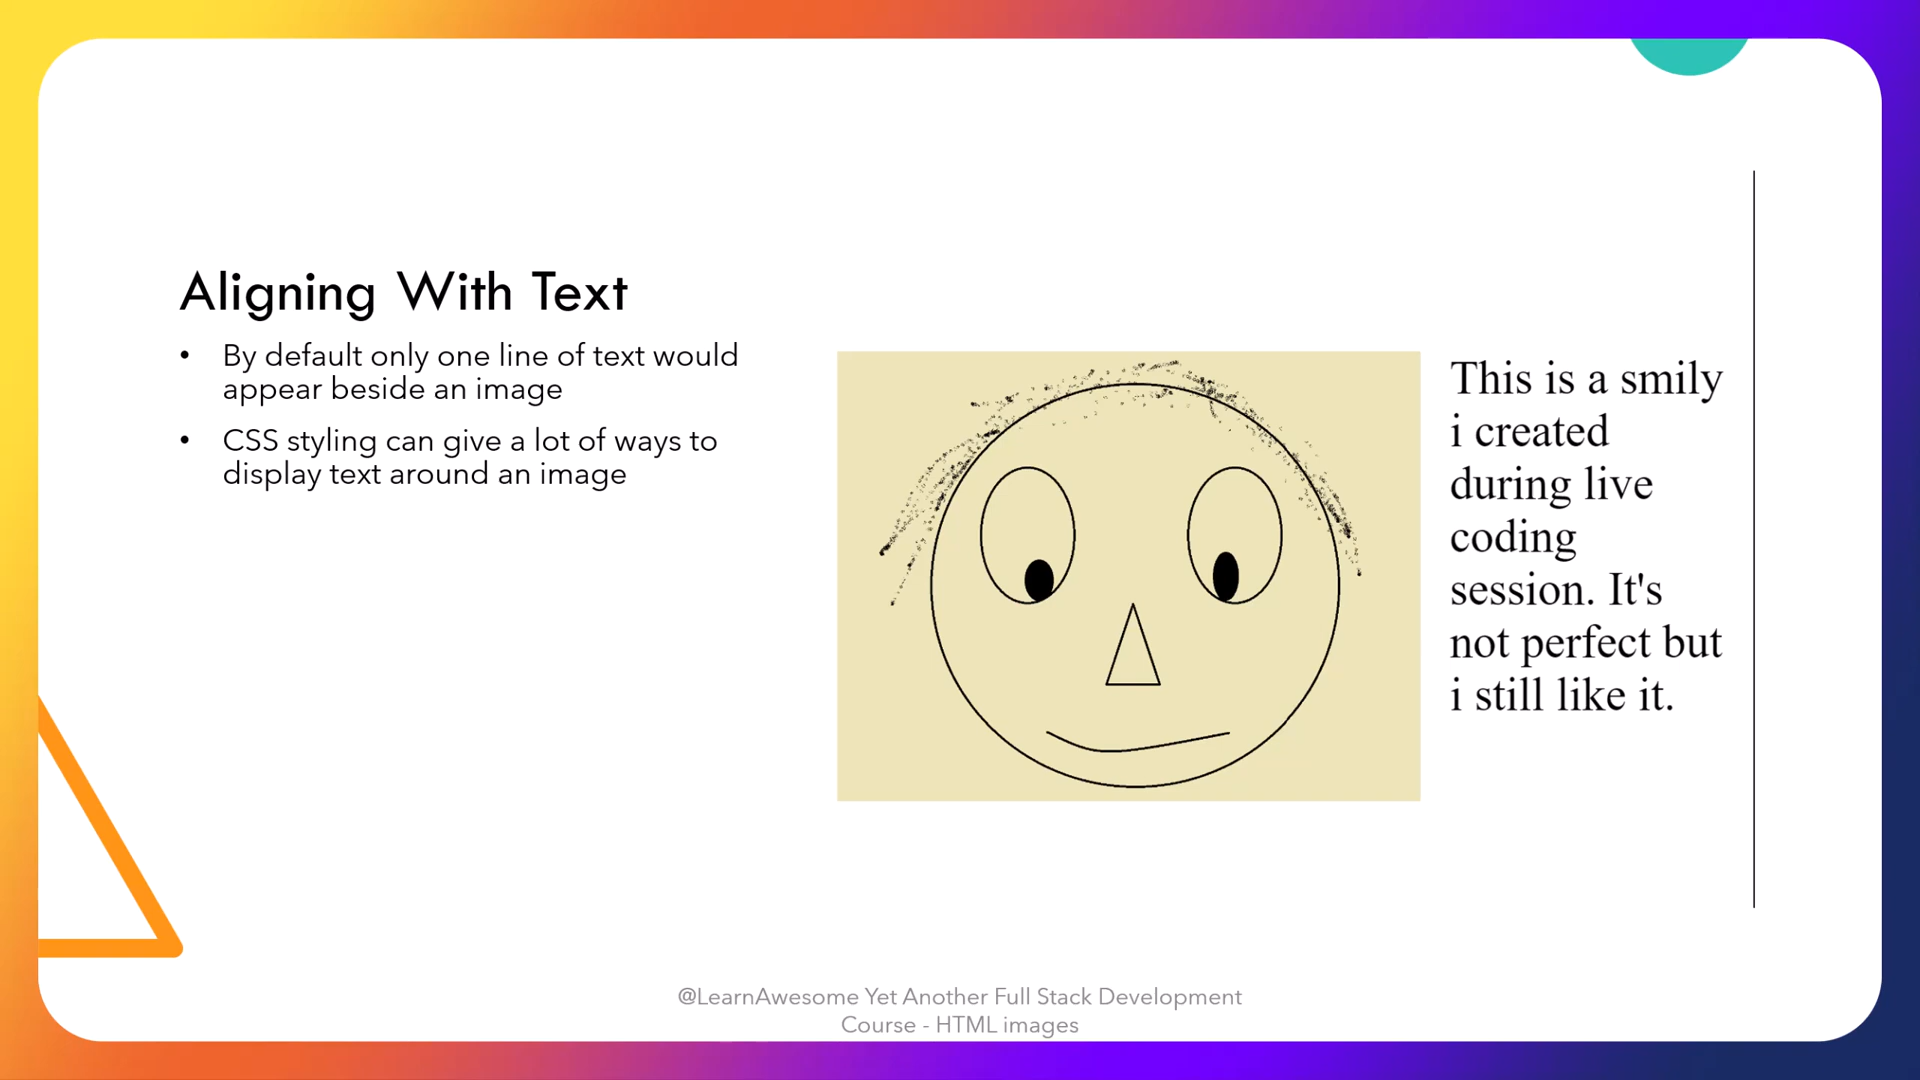 Aligning With Text
• By default only one line of text would
appear beside an image
• CSS styling can give a lot of ways to
display text around an image
This is a smily
i created
during live
coding
session. It's
not perfect but
i still like it.
@LearnAwesome Yet Another Full Stack Development
Course - HTML images